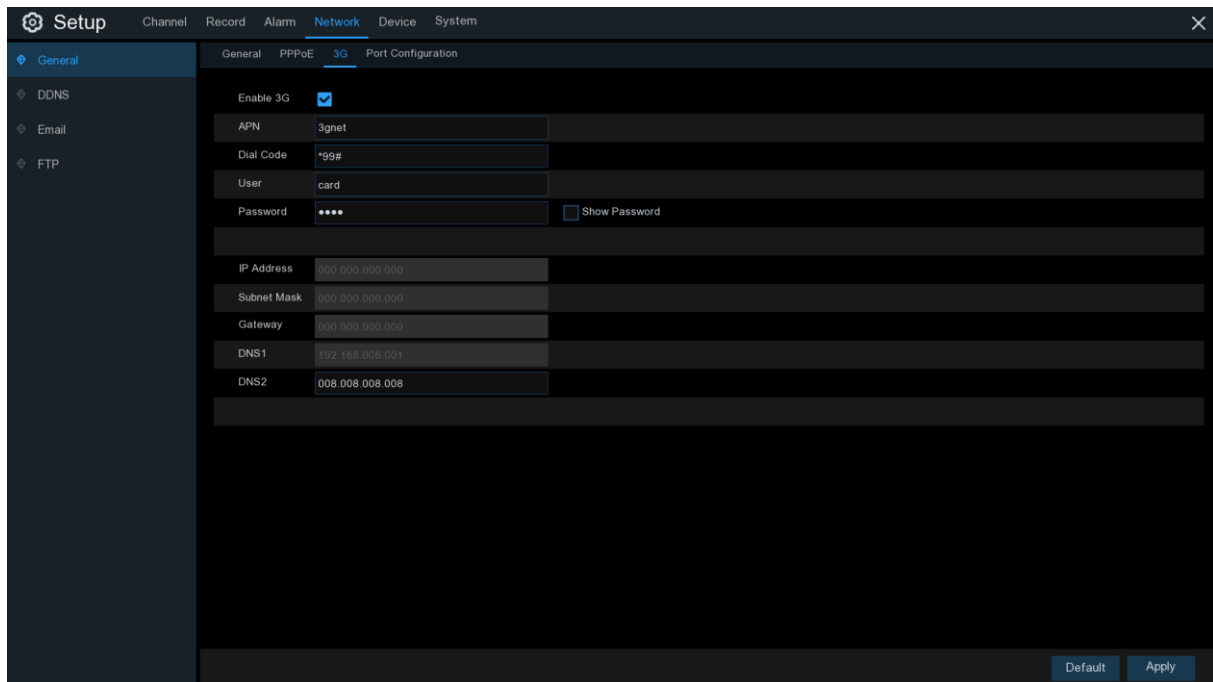 Setup Channel Record Alarm Network Device System
General PPPoE 3G Port Configuration
General
DDNS
Email
FTP
Enable 3G
APN 3gnet
Dial Code *99#
User card
Password •••• Show Password
IP Address 000.000.000.000
Subnet Mask 000.000.000.000
Gateway 000.000.000.000
DNS1 192.168.006.001
DNS2 008.008.008.008
Default Apply